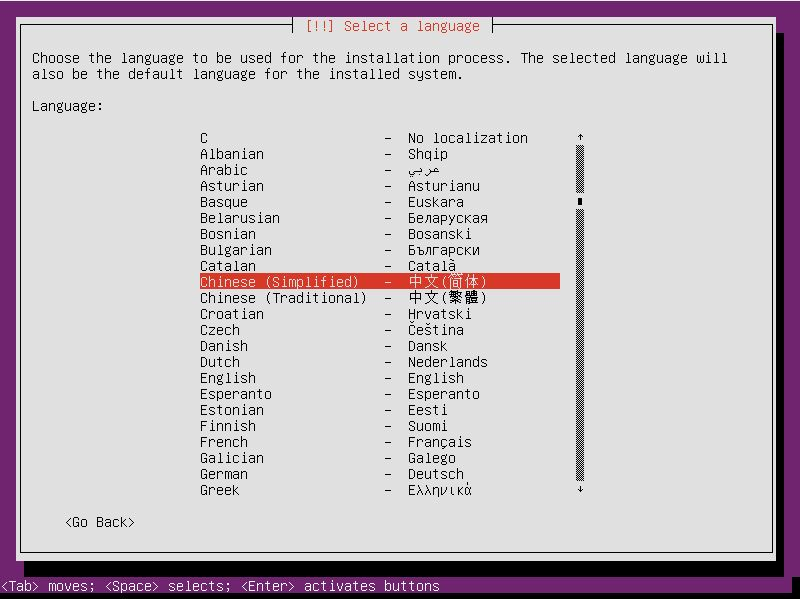 [!!] Select a language
Choose the language to be used for the installation process. The selected language will
also be the default language for the installed system.
Language:
C - No localization ↑
Albanian - Shqip
Arabic - عربي
Asturian - Asturianu
Basque - Euskara
Belarusian - Беларуская
Bosnian - Bosanski
Bulgarian - Български
Catalan - Català
Chinese (Simplified) - 中文(简体)
Chinese (Traditional) - 中文(繁體)
Croatian - Hrvatski
Czech - Čeština
Danish - Dansk
Dutch - Nederlands
English - English
Esperanto - Esperanto
Estonian - Eesti
Finnish - Suomi
French - Français
Galician - Galego
German - Deutsch
Greek - Ελληνικά ↓
<Go Back>
<Tab> moves; <Space> selects; <Enter> activates buttons